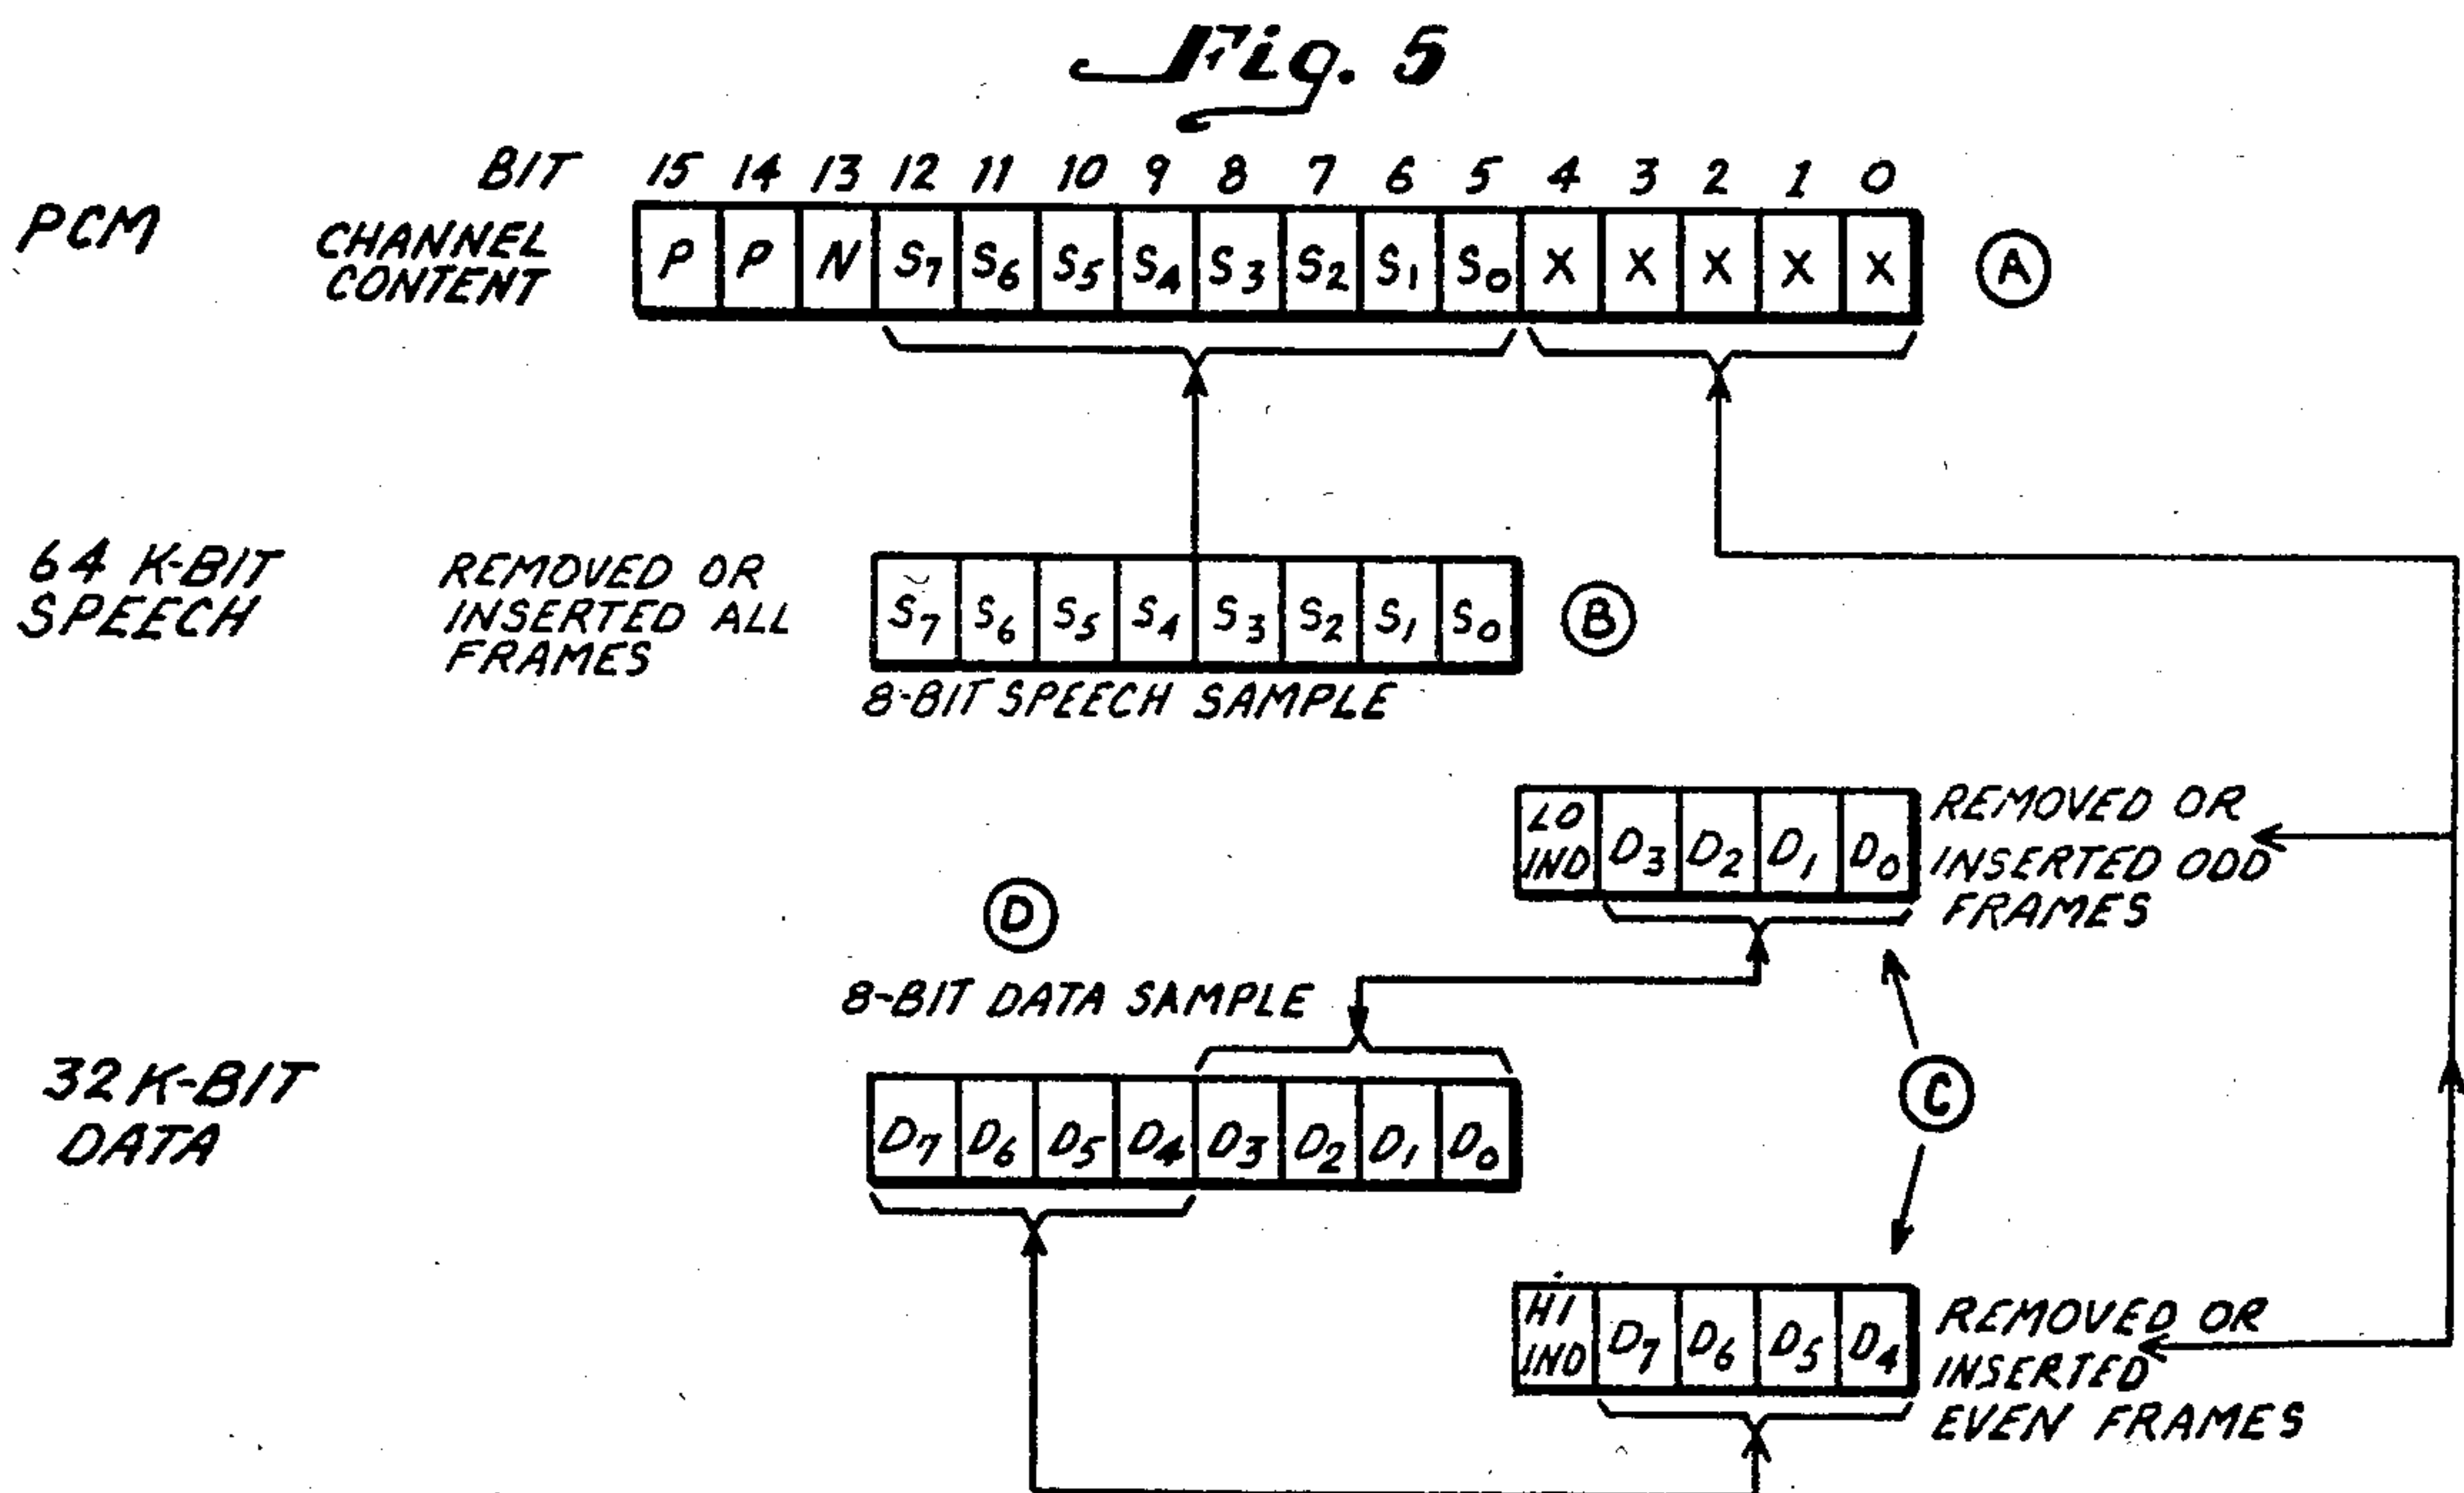 Fig. 5
BIT 15 14 13 12 11 10 9 8 7 6 5 4 3 2 1 0
PCM
CHANNEL
CONTENT
P P N S7 S6 S5 S4 S3 S2 S1 S0 X X X X X
A
64 K-BIT
SPEECH
REMOVED OR
INSERTED ALL
FRAMES
S7 S6 S5 S4 S3 S2 S1 S0
B
8-BIT SPEECH SAMPLE
LO
IND
D3 D2 D1 D0
REMOVED OR
INSERTED ODD
FRAMES
D
8-BIT DATA SAMPLE
32 K-BIT
DATA
D7 D6 D5 D4 D3 D2 D1 D0
C
HI
IND
D7 D6 D5 D4
REMOVED OR
INSERTED
EVEN FRAMES